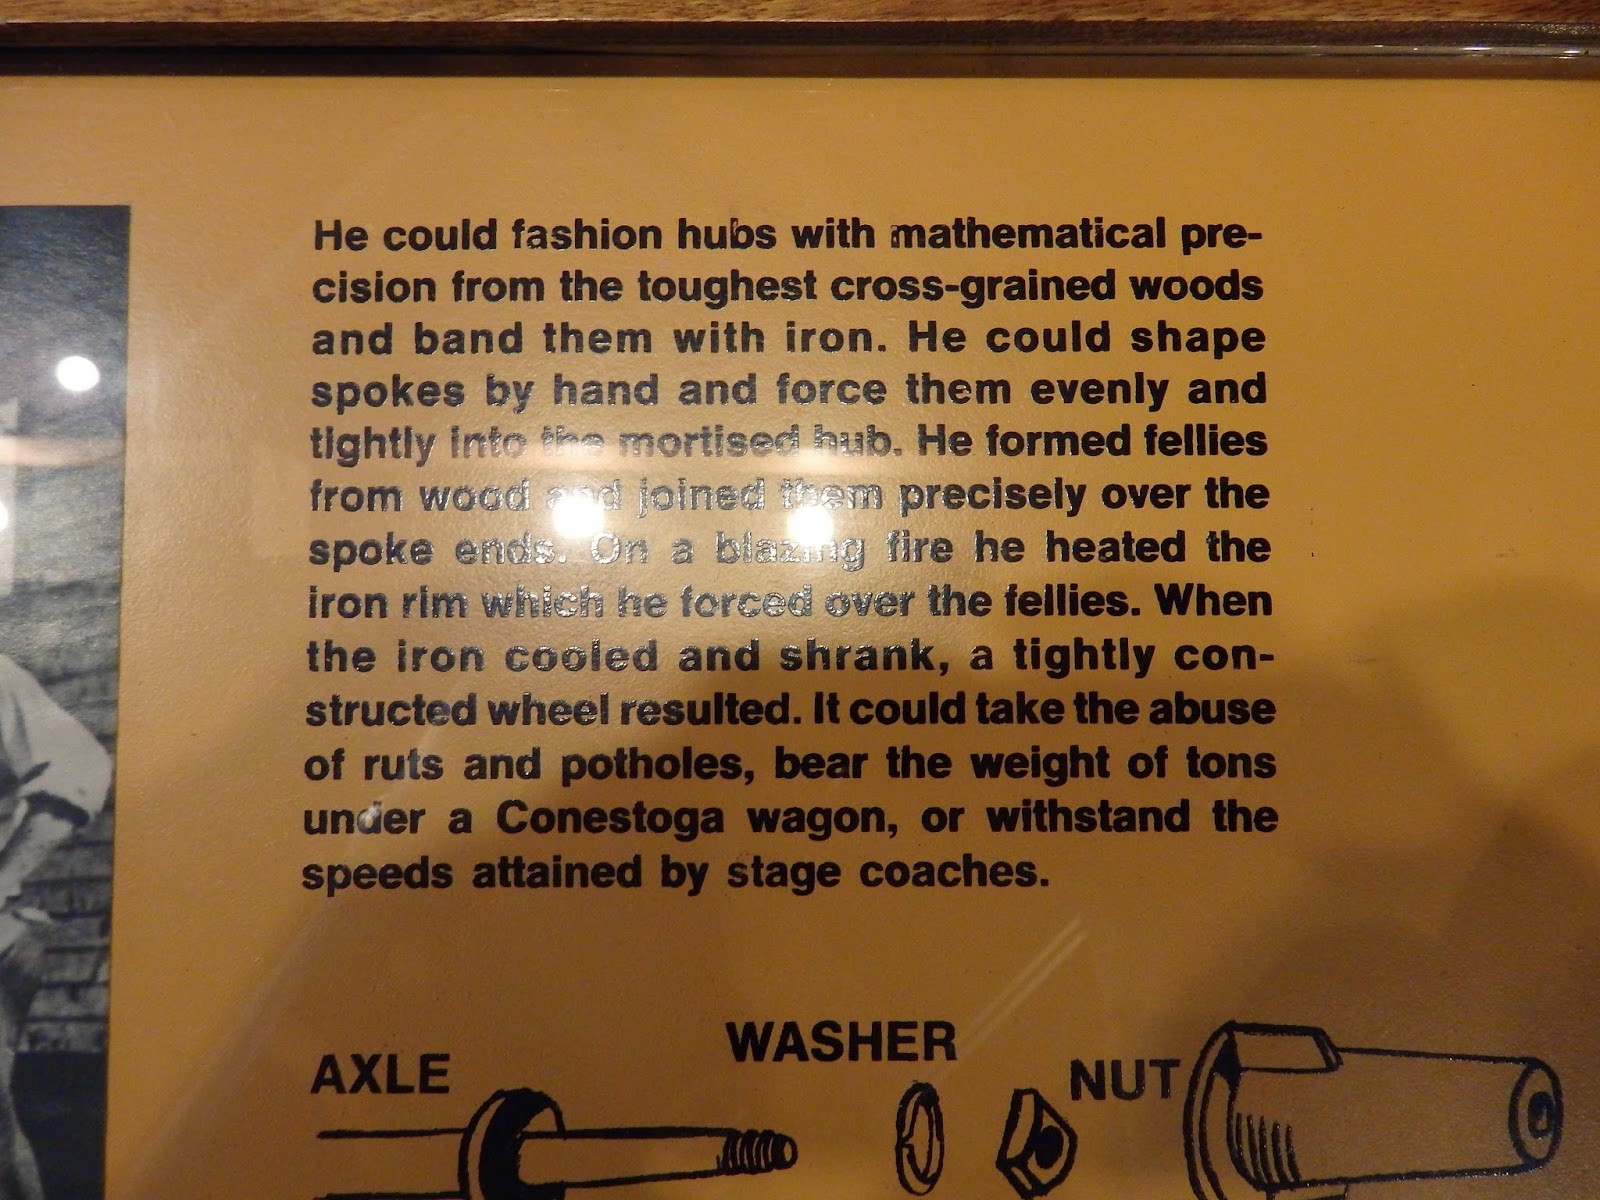 He could fashion hubs with mathematical pre-
cision from the toughest cross-grained woods
and band them with iron. He could shape
spokes by hand and force them evenly and
tightly into the mortised hub. He formed fellies
from wood and joined them precisely over the
spoke ends. On a blazing fire he heated the
iron rim which he forced over the fellies. When
the iron cooled and shrank, a tightly con-
structed wheel resulted. It could take the abuse
of ruts and potholes, bear the weight of tons
under a Conestoga wagon, or withstand the
speeds attained by stage coaches.
WASHER
AXLE
NUT